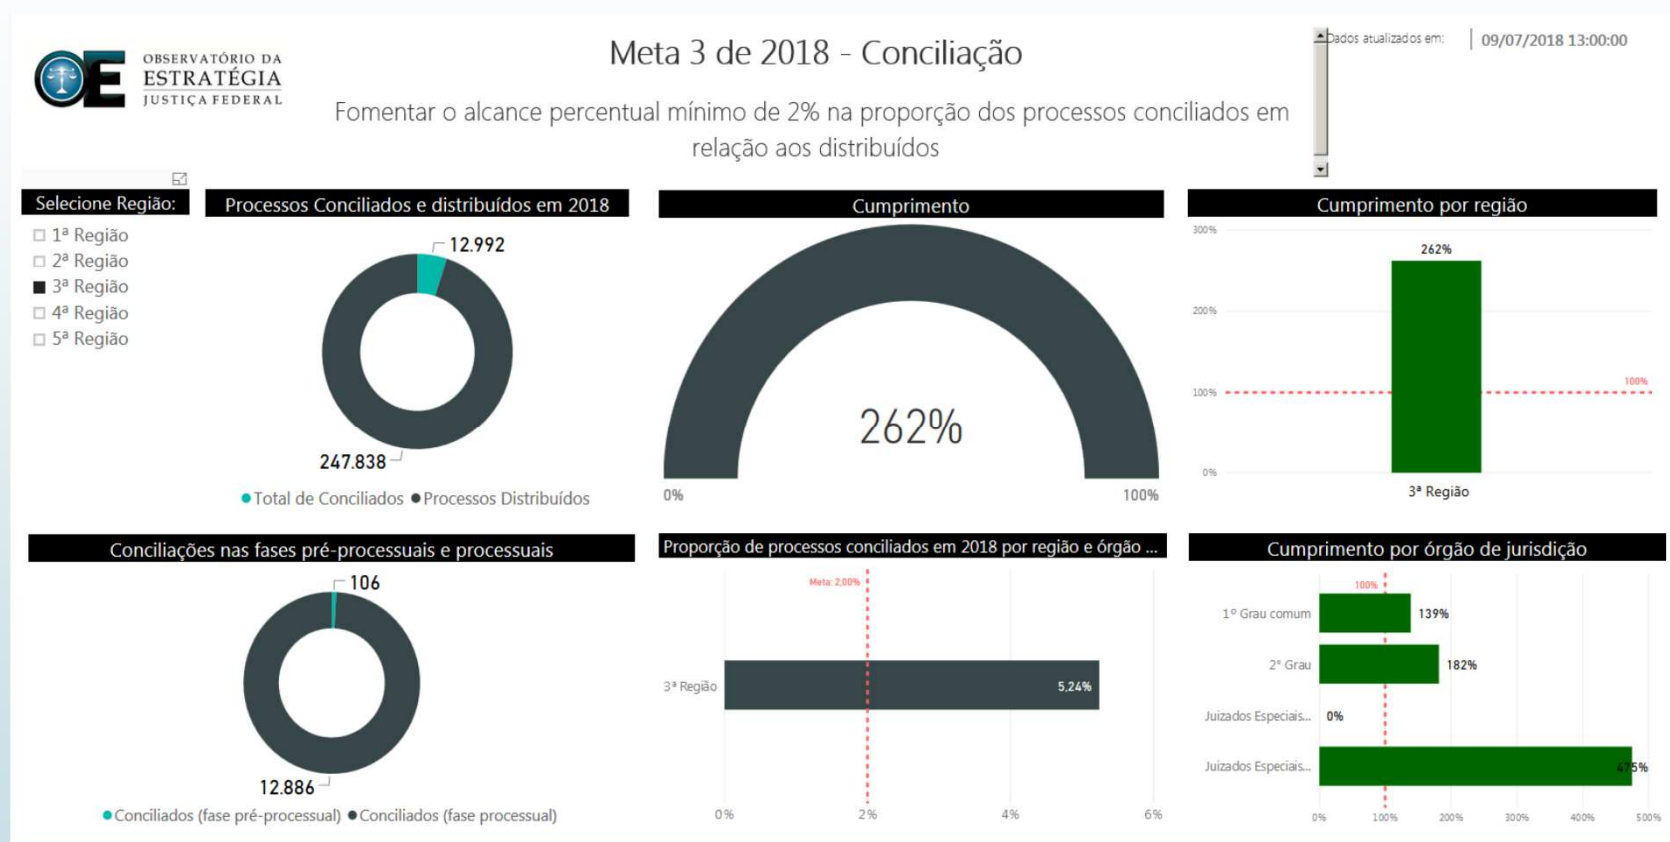 OBSERVATÓRIO DA
ESTRATÉGIA
JUSTIÇA FEDERAL
Meta 3 de 2018 - Conciliação
Fomentar o alcance percentual mínimo de 2% na proporção dos processos conciliados em
relação aos distribuídos
Dados atualizados em:
09/07/2018 13:00:00
Selecione Região:
1ª Região
2ª Região
3ª Região
4ª Região
5ª Região
Processos Conciliados e distribuídos em 2018
12.992
247.838
Total de Conciliados Processos Distribuídos
Cumprimento
262%
0% 100%
Cumprimento por região
300%
262%
200%
100%
100%
0%
3ª Região
Conciliações nas fases pré-processuais e processuais
106
12.886
Conciliados (fase pré-processual) Conciliados (fase processual)
Proporção de processos conciliados em 2018 por região e órgão ...
Meta: 2,00%
3ª Região
5,24%
0% 2% 4% 6%
Cumprimento por órgão de jurisdição
100%
1º Grau comum 139%
2° Grau 182%
Juizados Especiais... 0%
Juizados Especiais... 475%
0% 100% 200% 300% 400% 500%